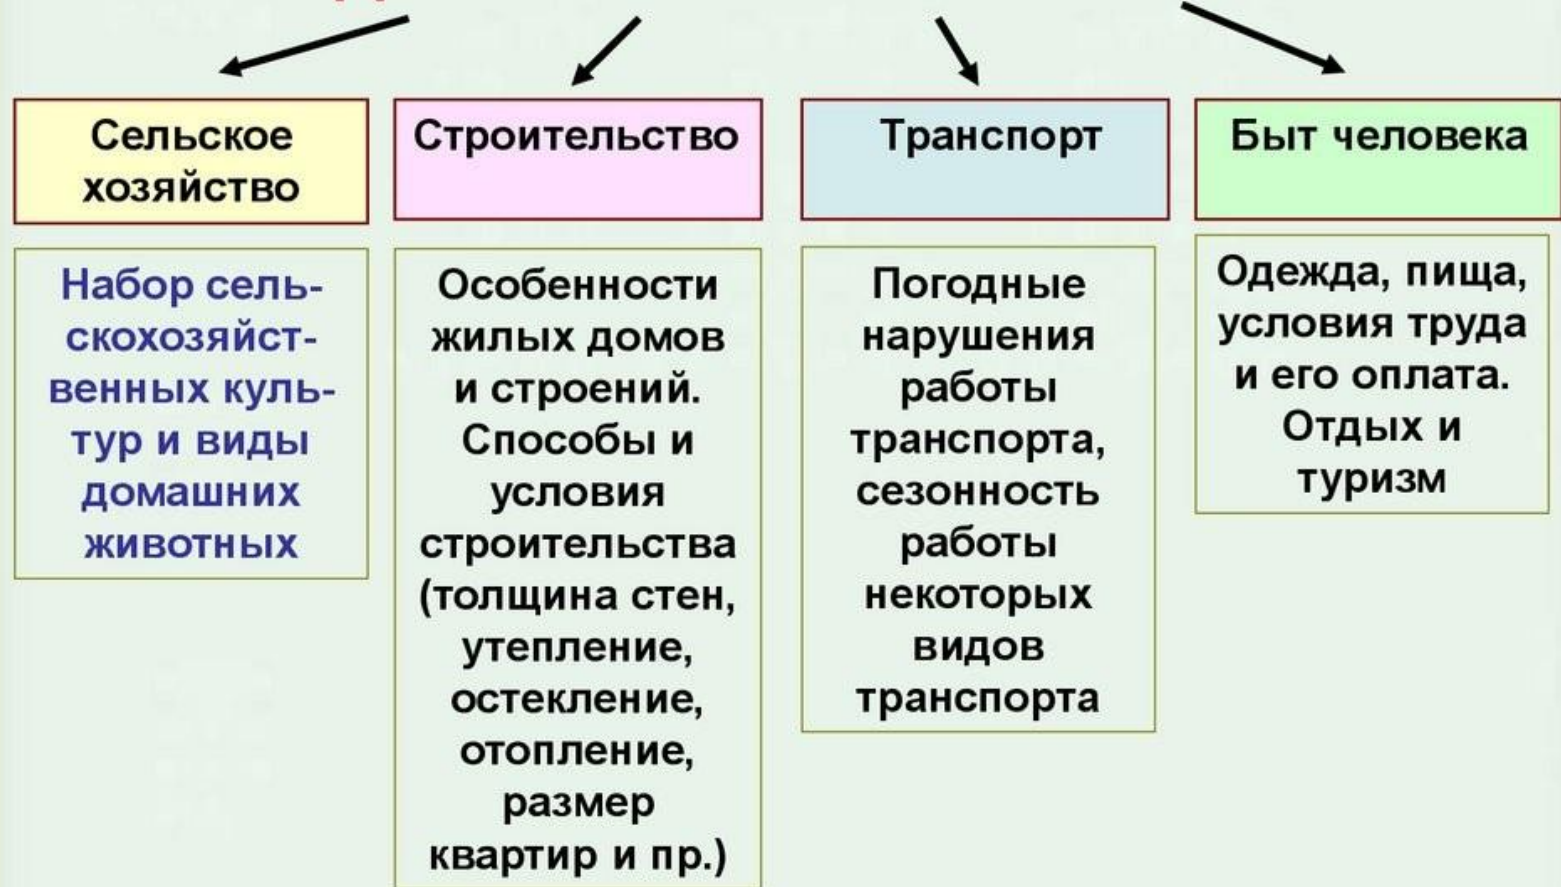 Сельское
хозяйство
Набор сель-
скохозяйст-
венных куль-
тур и виды
домашних
животных
Строительство
Особенности
жилых домов
и строений.
Способы и
условия
строительства
(толщина стен,
утепление,
остекление,
отопление,
размер
квартир и пр.)
Транспорт
Погодные
нарушения
работы
транспорта,
сезонность
работы
некоторых
видов
транспорта
Быт человека
Одежда, пища,
условия труда
и его оплата.
Отдых и
туризм